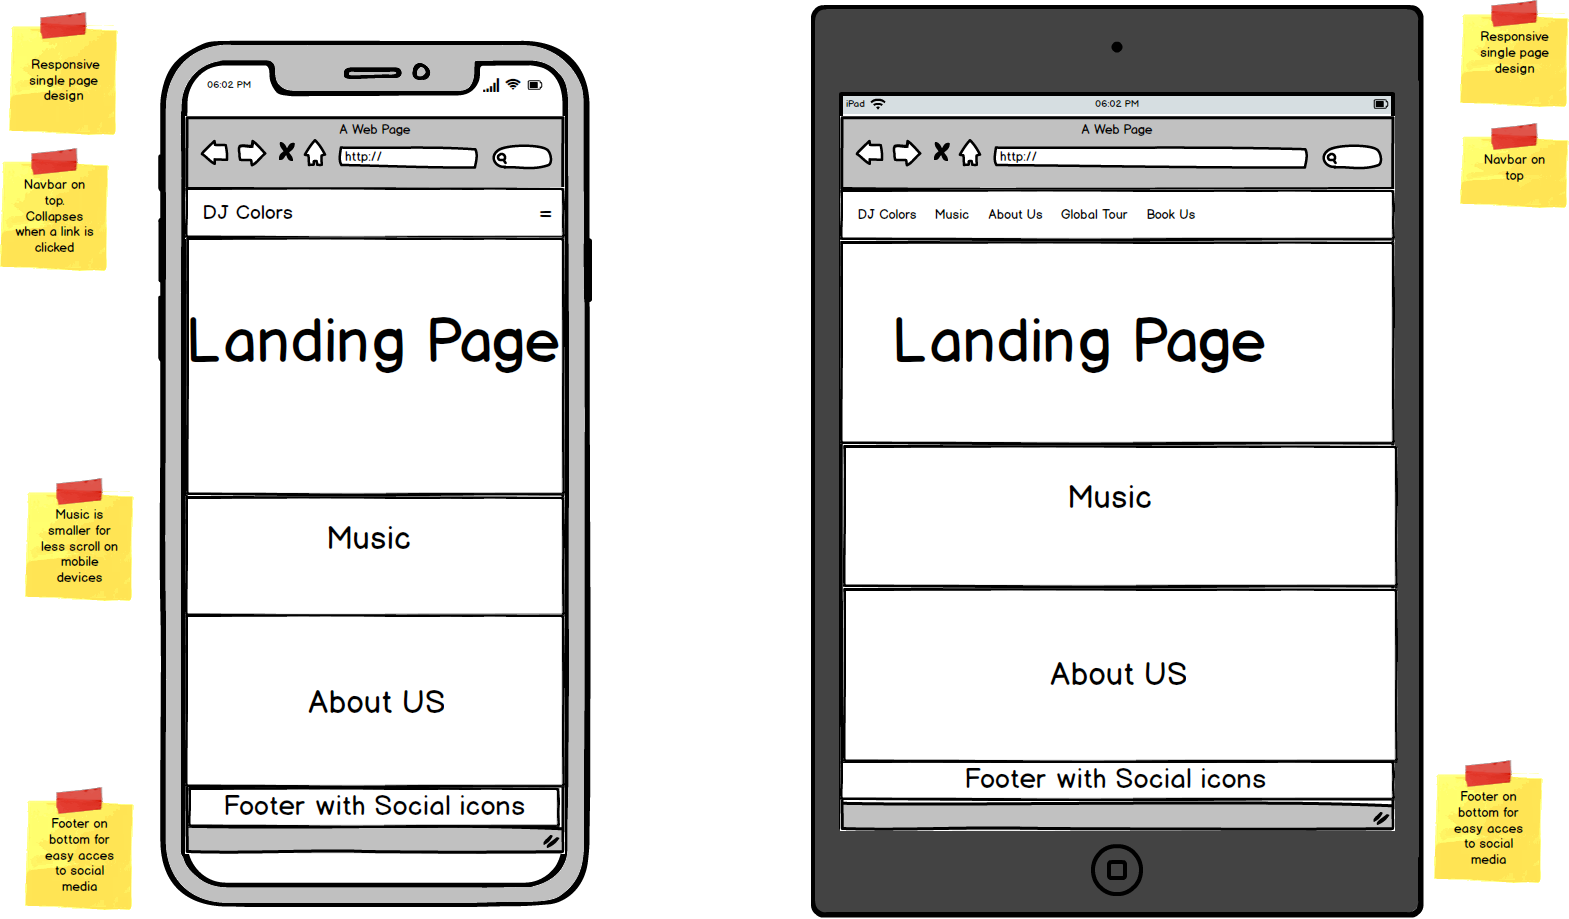 Responsive
single page
design
Navbar on
top.
Collapses
when a link is
clicked
Music is
smaller for
less scroll on
mobile
devices
Footer on
bottom for
easy acces
to social
media
06:02 PM
A Web Page
http://
DJ Colors
Landing Page
Music
About US
Footer with Social icons
iPad
06:02 PM
A Web Page
http://
DJ Colors Music About Us Global Tour Book Us
Landing Page
Music
About US
Footer with Social icons
Responsive
single page
design
Navbar on
top
Footer on
bottom for
easy acces
to social
media